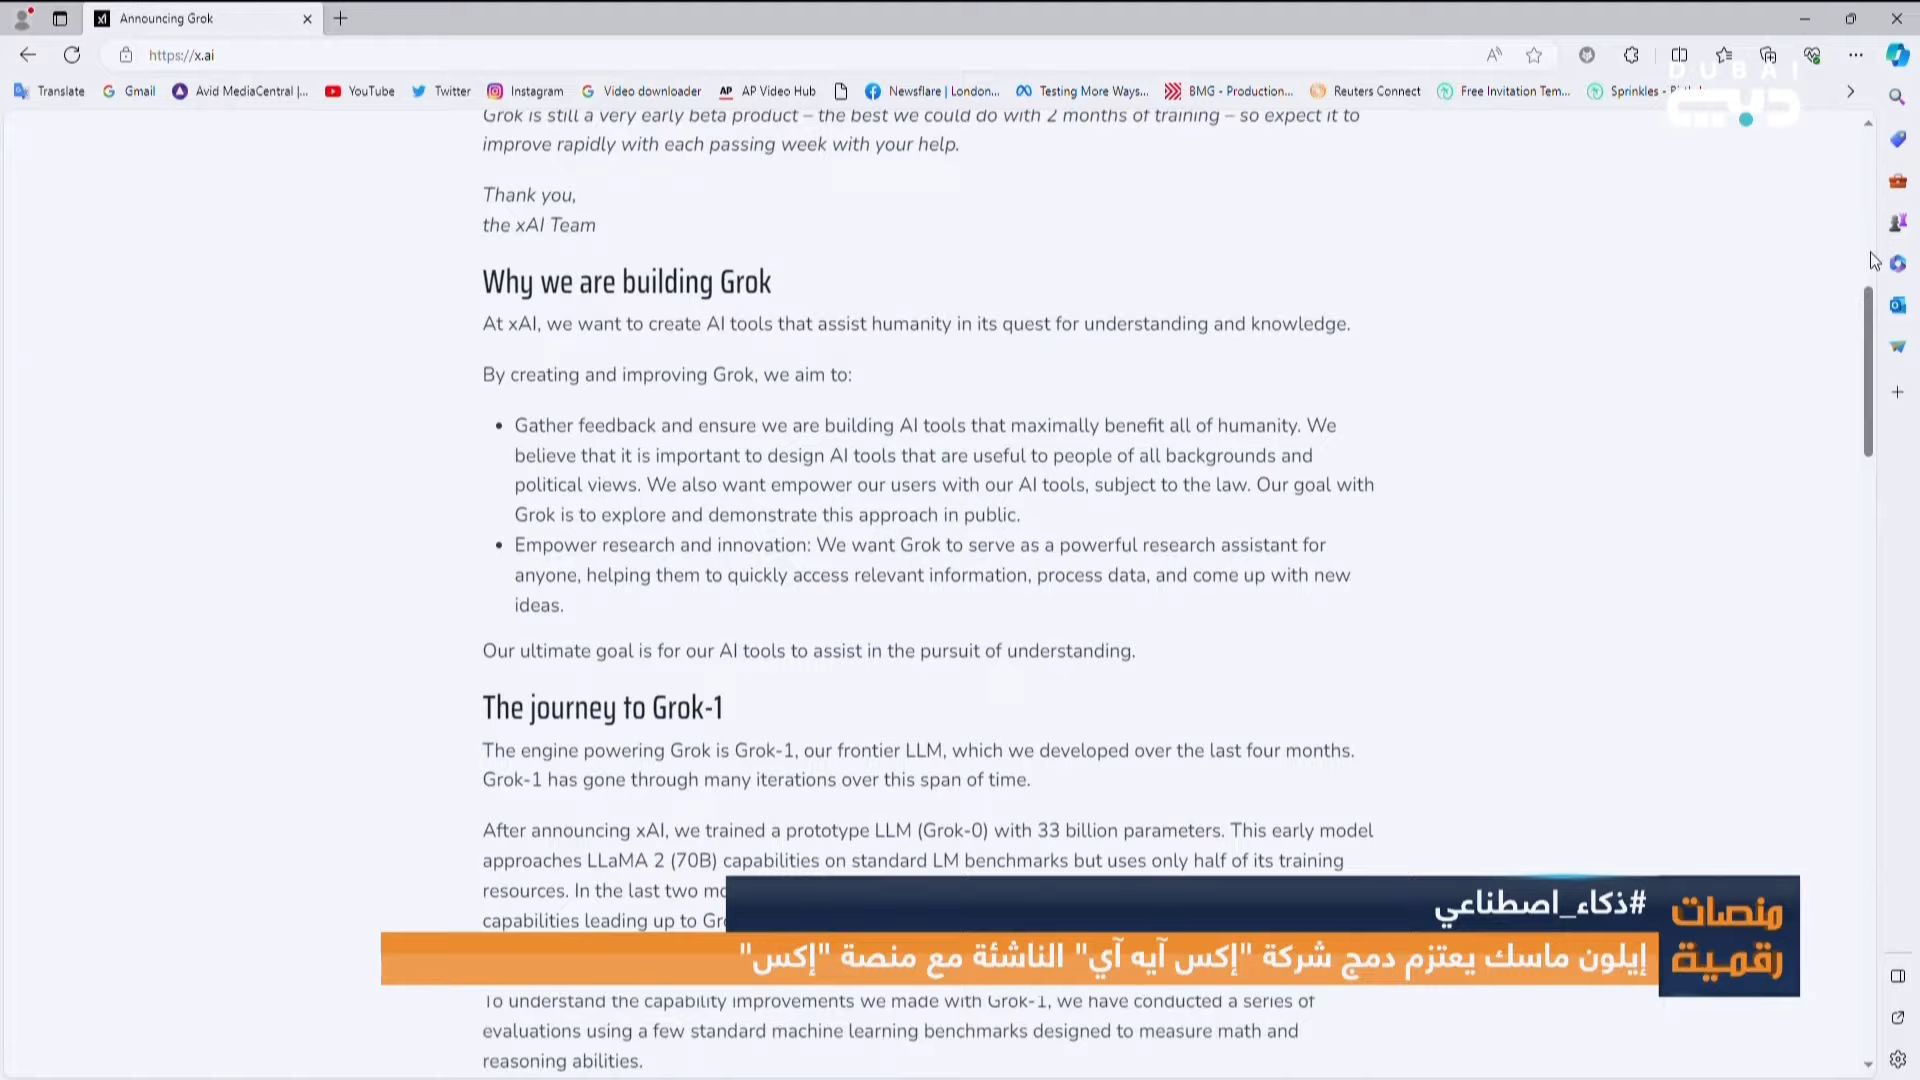 Announcing Grok
https://x.ai
DUBAI
دبي
Translate Gmail Avid MediaCentral |... YouTube Twitter Instagram Video downloader AP AP Video Hub Newsflare | London... Testing More Ways... BMG - Production... Reuters Connect Free Invitation Tem... Sprinkles -
Grok is still a very early beta product – the best we could do with 2 months of training – so expect it to
improve rapidly with each passing week with your help.
Thank you,
the xAI Team
Why we are building Grok
At xAI, we want to create AI tools that assist humanity in its quest for understanding and knowledge.
By creating and improving Grok, we aim to:
• Gather feedback and ensure we are building AI tools that maximally benefit all of humanity. We
believe that it is important to design AI tools that are useful to people of all backgrounds and
political views. We also want empower our users with our AI tools, subject to the law. Our goal with
Grok is to explore and demonstrate this approach in public.
• Empower research and innovation: We want Grok to serve as a powerful research assistant for
anyone, helping them to quickly access relevant information, process data, and come up with new
ideas.
Our ultimate goal is for our AI tools to assist in the pursuit of understanding.
The journey to Grok-1
The engine powering Grok is Grok-1, our frontier LLM, which we developed over the last four months.
Grok-1 has gone through many iterations over this span of time.
After announcing xAI, we trained a prototype LLM (Grok-0) with 33 billion parameters. This early model
approaches LLaMA 2 (70B) capabilities on standard LM benchmarks but uses only half of its training
resources. In the last two
capabilities leading up to
منصات
رقمية
#ذكاء_اصطناعي
إيلون ماسك يعتزم دمج شركة "إكس آيه آي" الناشئة مع منصة "إكس"
To understand the capability improvements we made with Grok-1, we have conducted a series of
evaluations using a few standard machine learning benchmarks designed to measure math and
reasoning abilities.